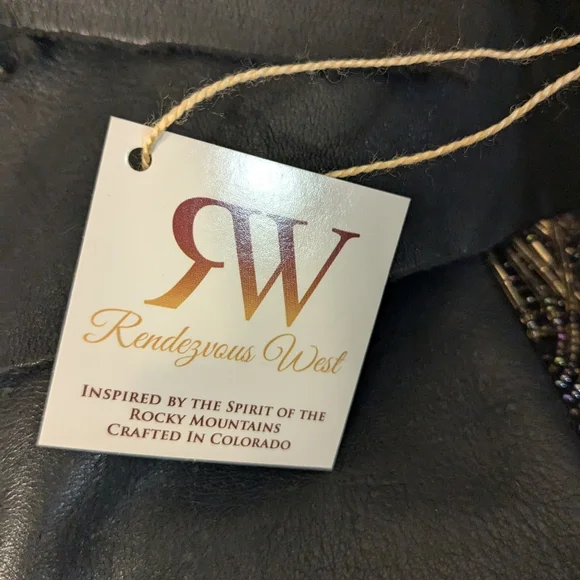 RW
Rendezvous West
Inspired by the Spirit of the
Rocky Mountains
Crafted In Colorado